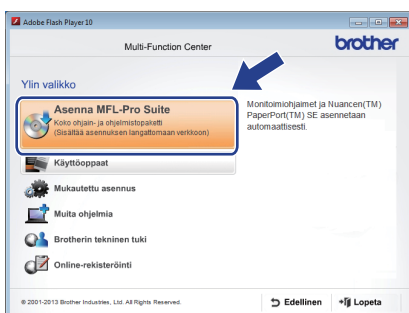 Adobe Flash Player 10
Multi-Function Center
brother
Ylin valikko
Asenna MFL-Pro Suite
Koko ohjain- ja ohjelmistopaketti
(Sisältää asennuksen langattomaan verkkoon)
Monitoimiohjaimet ja Nuancen(TM)
PaperPort(TM) SE asennetaan
automaattisesti.
Käyttöoppaat
Mukautettu asennus
Muita ohjelmia
Brotherin tekninen tuki
Online-rekisteröinti
© 2001-2013 Brother Industries, Ltd. All Rights Reserved.
Edellinen
Lopeta